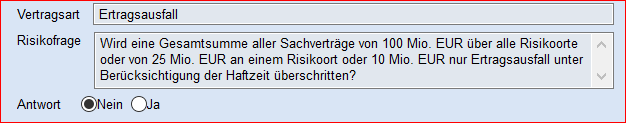 Vertragsart Ertragsausfall
Risikofrage Wird eine Gesamtsumme aller Sachverträge von 100 Mio. EUR über alle Risikoorte
oder von 25 Mio. EUR an einem Risikoort oder 10 Mio. EUR nur Ertragsausfall unter
Berücksichtigung der Haftzeit überschritten?
Antwort Nein Ja